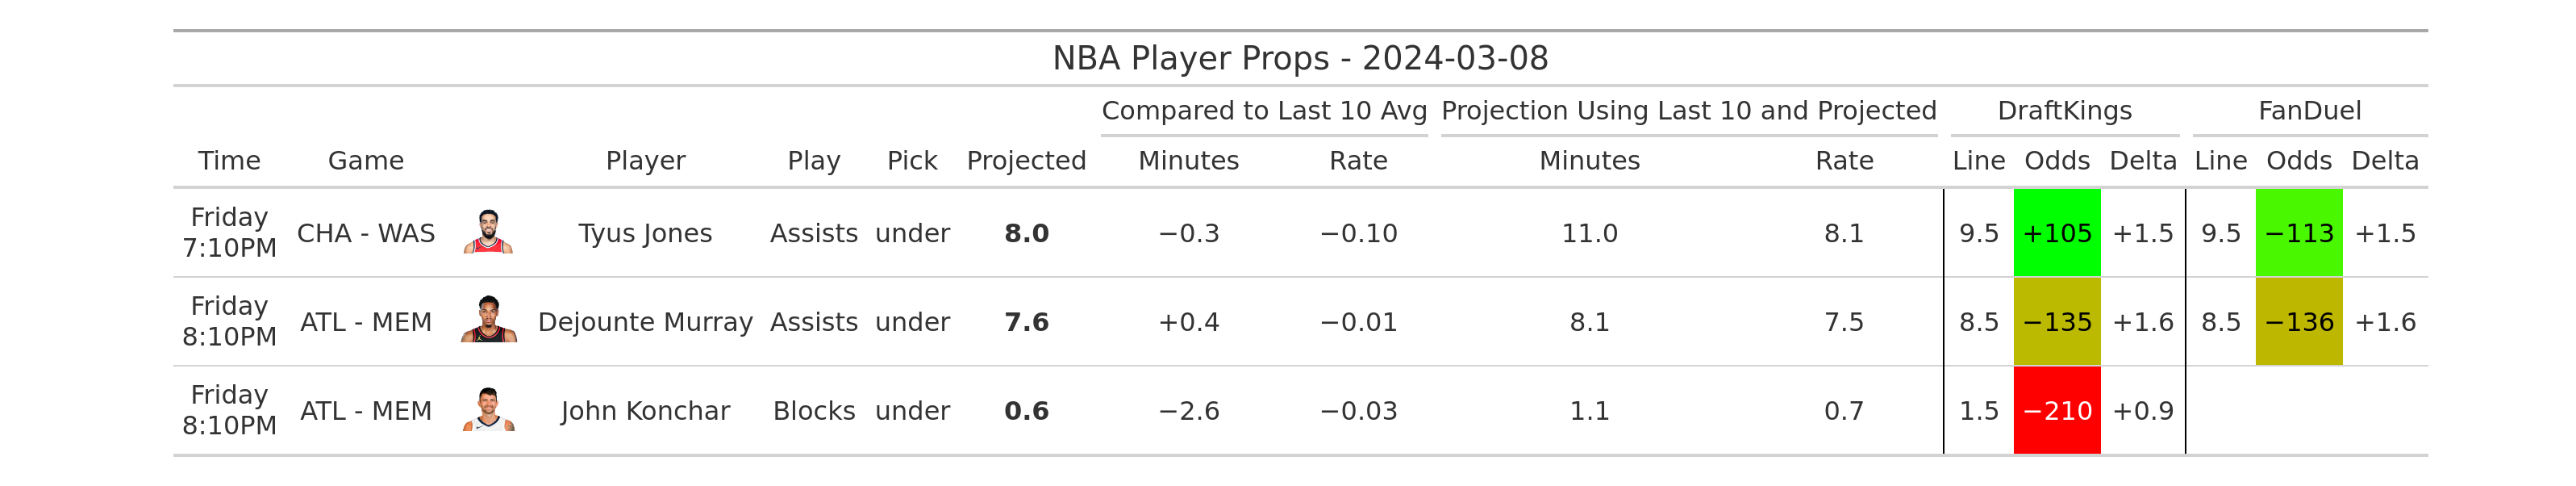 NBA Player Props - 2024-03-08
Compared to Last 10 Avg Projection Using Last 10 and Projected DraftKings FanDuel
Time Game Player Play Pick Projected Minutes Rate Minutes Rate Line Odds Delta Line Odds Delta
Friday
7:10PM CHA - WAS Tyus Jones Assists under 8.0 −0.3 −0.10 11.0 8.1 9.5 +105 +1.5 9.5 −113 +1.5
Friday
8:10PM ATL - MEM Dejounte Murray Assists under 7.6 +0.4 −0.01 8.1 7.5 8.5 −135 +1.6 8.5 −136 +1.6
Friday
8:10PM ATL - MEM John Konchar Blocks under 0.6 −2.6 −0.03 1.1 0.7 1.5 −210 +0.9